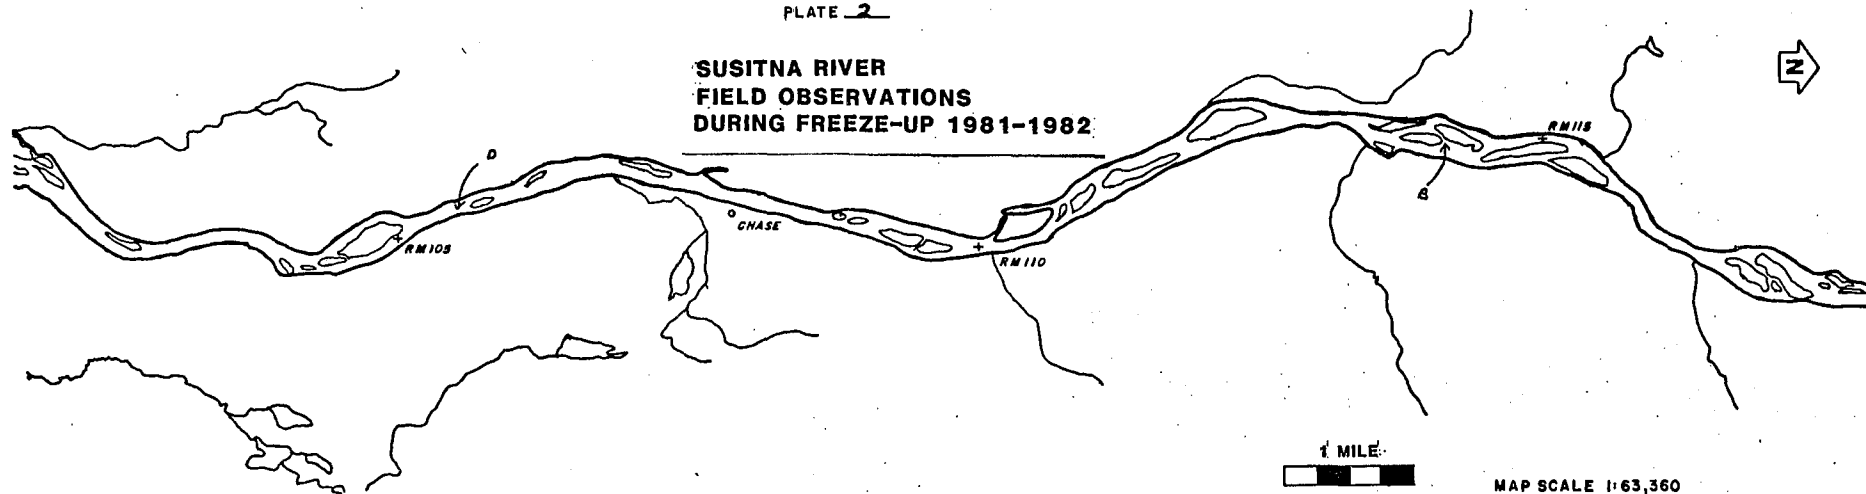 PLATE 2
SUSITNA RIVER
FIELD OBSERVATIONS
DURING FREEZE-UP 1981-1982
N
RM115
D
B
CHASE
RM105
RM110
1 MILE
MAP SCALE 1:63,360